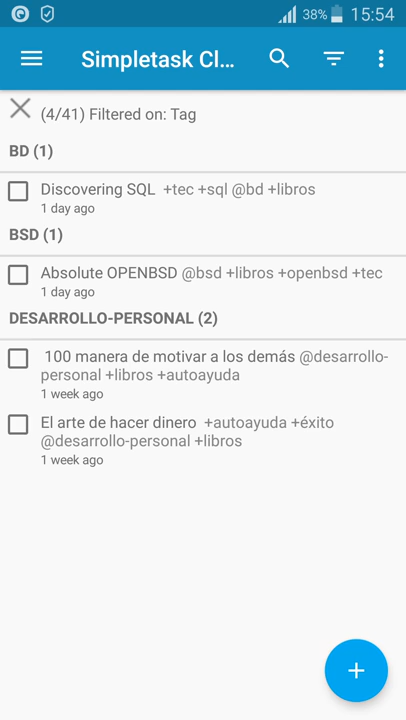 38% 15:54
Simpletask Cl...
(4/41) Filtered on: Tag
BD (1)
Discovering SQL +tec +sql @bd +libros
1 day ago
BSD (1)
Absolute OPENBSD @bsd +libros +openbsd +tec
1 day ago
DESARROLLO-PERSONAL (2)
100 manera de motivar a los demás @desarrollo-
personal +libros +autoayuda
1 week ago
El arte de hacer dinero +autoayuda +éxito
@desarrollo-personal +libros
1 week ago